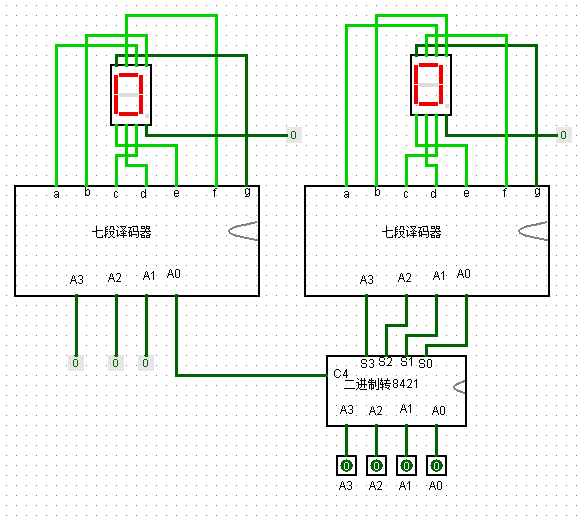 0 0
a b c d e f g a b c d e f g
七段译码器 七段译码器
A3 A2 A1 A0 A3 A2 A1 A0
0 0 0 S3 S2 S1 S0
C4
二进制转8421
A3 A2 A1 A0
0 0 0 0
A3 A2 A1 A0